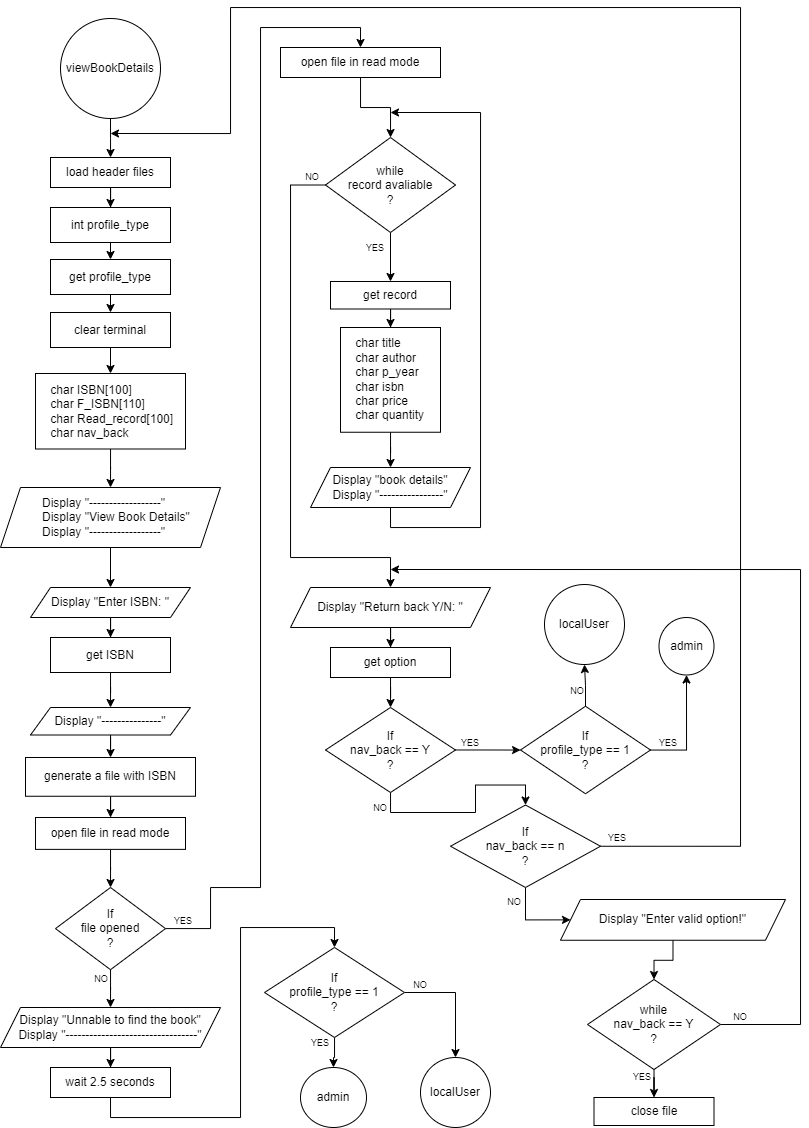 viewBookDetails
load header files
int profile_type
get profile_type
clear terminal
char ISBN[100]
char F_ISBN[110]
char Read_record[100]
char nav_back
Display "------------------"
Display "View Book Details"
Display "------------------"
Display "Enter ISBN: "
get ISBN
Display "---------------"
generate a file with ISBN
open file in read mode
If
file opened
?
YES
NO
Display "Unable to find the book"
Display "---------------------------------"
wait 2.5 seconds
If
profile_type == 1
?
NO
YES
admin
localUser
open file in read mode
while
record avaliable
?
NO
YES
get record
char title
char author
char p_year
char isbn
char price
char quantity
Display "book details"
Display "----------------"
Display "Return back Y/N: "
get option
If
nav_back == Y
?
YES
NO
If
profile_type == 1
?
NO
YES
localUser
admin
If
nav_back == n
?
YES
NO
Display "Enter valid option!"
while
nav_back == Y
?
NO
YES
close file